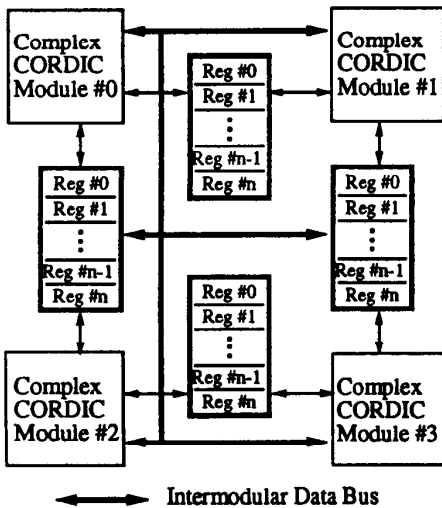 Complex
CORDIC
Module #0
Complex
CORDIC
Module #1
Reg #0
Reg #1
Reg #n-1
Reg #n
Reg #0
Reg #1
Reg #n-1
Reg #n
Reg #0
Reg #1
Reg #n-1
Reg #n
Reg #0
Reg #1
Reg #n-1
Reg #n
Complex
CORDIC
Module #2
Complex
CORDIC
Module #3
Intermodular Data Bus